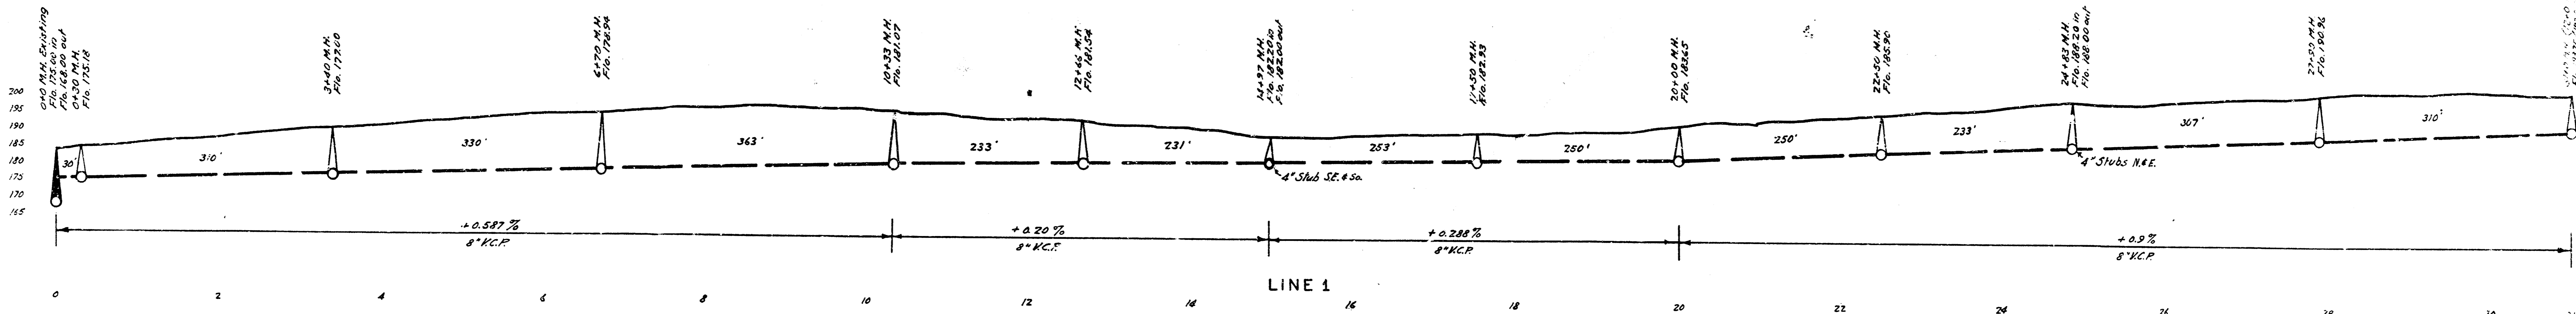 0+0 M.H. Existing
Flo. 175.00 in
Flo. 168.00 out
0+30 M.H.
Flo. 175.18
3+40 M.H.
Flo. 177.00
6+70 M.H.
Flo. 178.94
10+33 M.H.
Flo. 181.07
12+66 M.H.
Flo. 181.54
14+97 M.H.
Flo. 182.20 in
Flo. 182.00 out
17+50 M.H.
Flo. 182.93
20+00 M.H.
Flo. 183.65
22+50 M.H.
Flo. 185.90
24+83 M.H.
Flo. 188.20 in
Flo. 188.00 out
27+90 M.H.
Flo. 190.96
200
195
190
185
180
175
170
165
30'
310'
330'
363'
233'
231'
253'
250'
250'
233'
307'
310'
4" Stub S.E. & So.
4" Stubs N.& E.
+0.587%
8" V.C.P.
+0.20%
8" V.C.P.
+0.288%
8" V.C.P.
+0.9%
8" V.C.P.
LINE 1
0 2 4 6 8 10 12 14 16 18 20 22 24 26